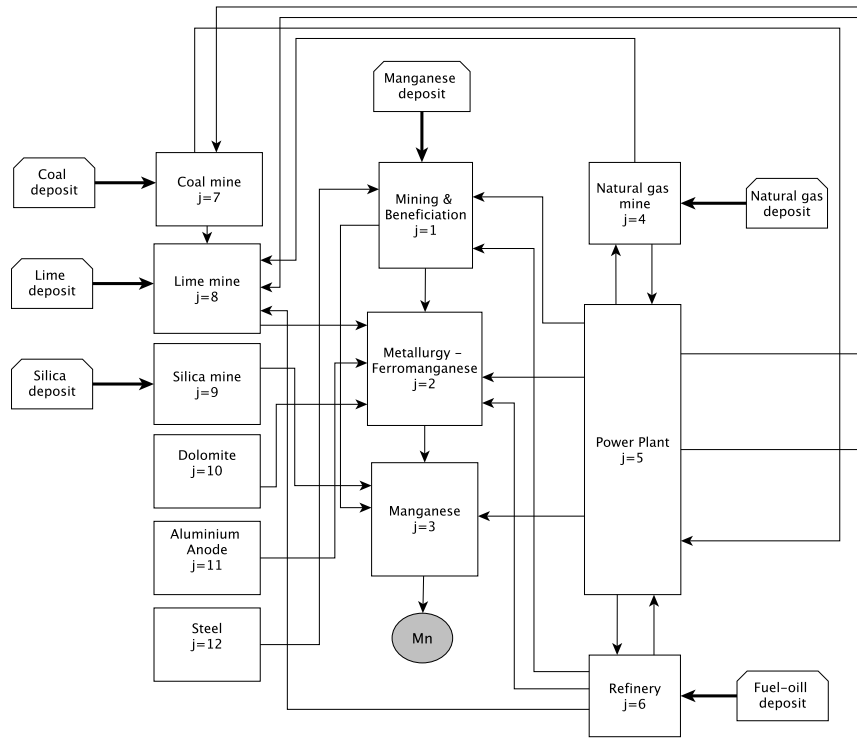 Manganese
deposit
Coal
deposit
Coal mine
j=7
Mining &
Beneficiation
j=1
Natural gas
mine
j=4
Natural gas
deposit
Lime
deposit
Lime mine
j=8
Silica
deposit
Silica mine
j=9
Metallurgy –
Ferromanganese
j=2
Dolomite
j=10
Power Plant
j=5
Manganese
j=3
Aluminium
Anode
j=11
Steel
j=12
Mn
Refinery
j=6
Fuel-oill
deposit